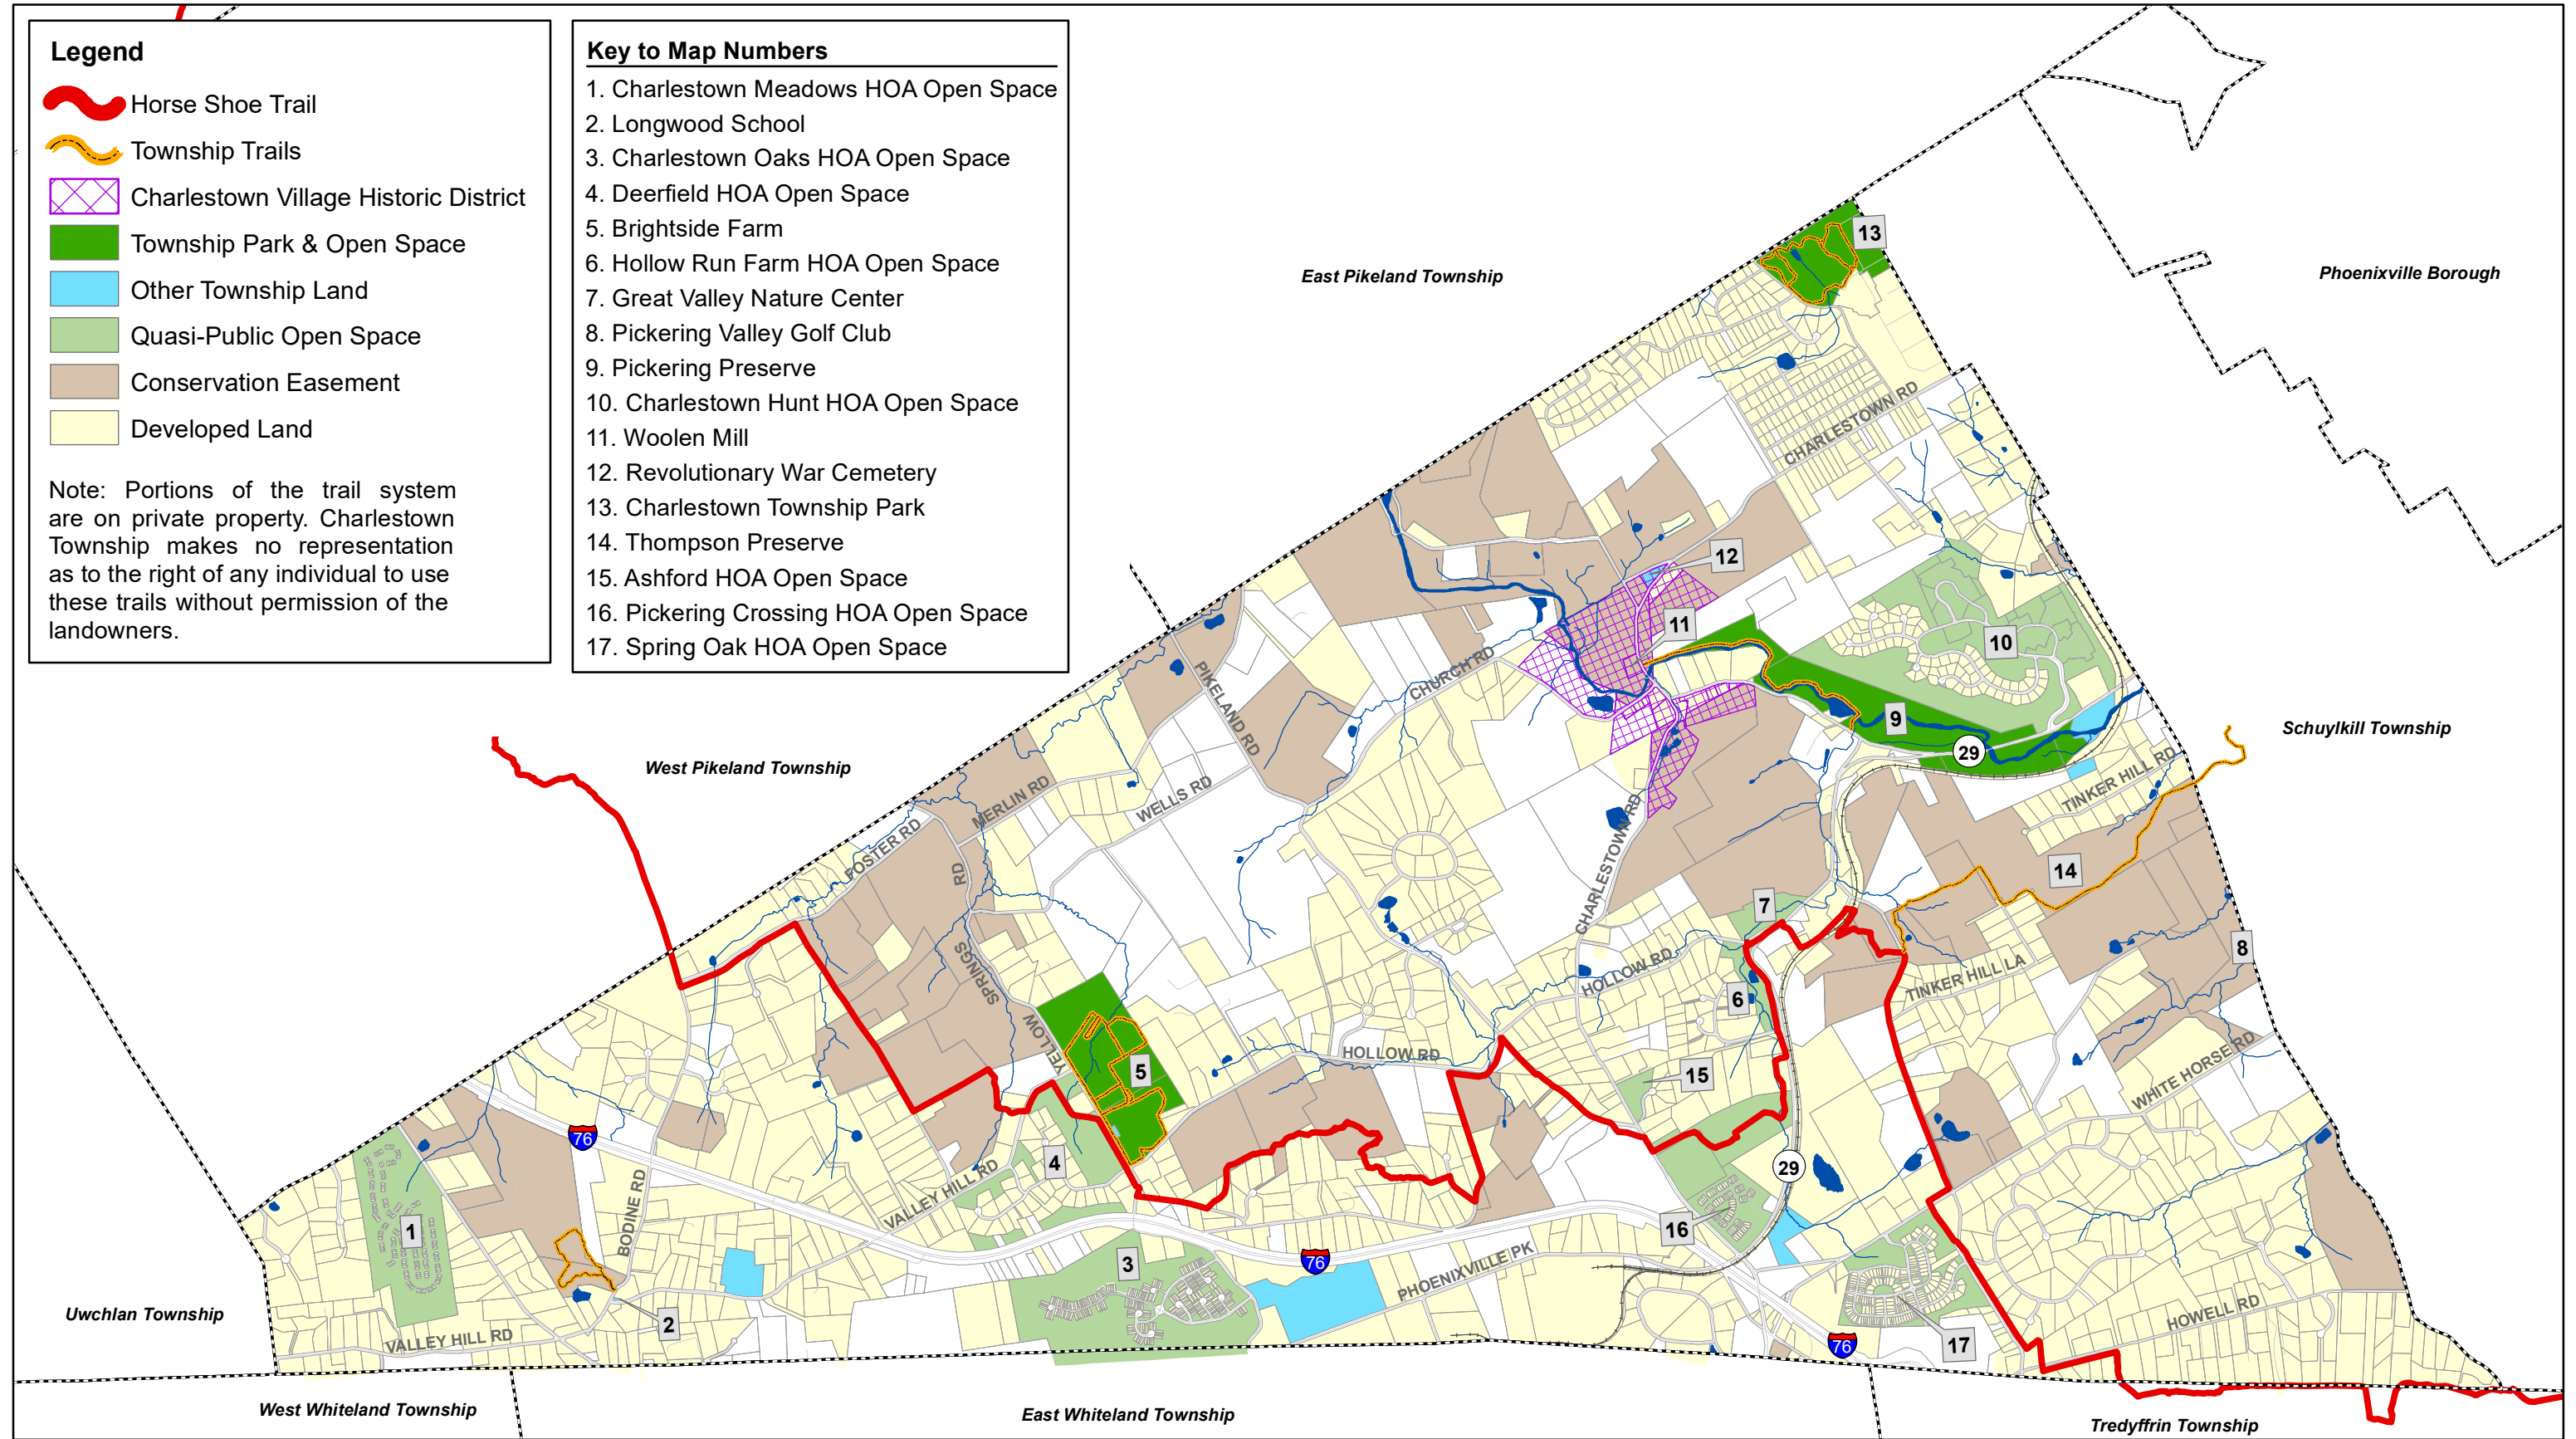 Legend
Horse Shoe Trail
Township Trails
Charlestown Village Historic District
Township Park & Open Space
Other Township Land
Quasi-Public Open Space
Conservation Easement
Developed Land
Note: Portions of the trail system
are on private property. Charlestown
Township makes no representation
as to the right of any individual to use
these trails without permission of the
landowners.
Key to Map Numbers
1. Charlestown Meadows HOA Open Space
2. Longwood School
3. Charlestown Oaks HOA Open Space
4. Deerfield HOA Open Space
5. Brightside Farm
6. Hollow Run Farm HOA Open Space
7. Great Valley Nature Center
8. Pickering Valley Golf Club
9. Pickering Preserve
10. Charlestown Hunt HOA Open Space
11. Woolen Mill
12. Revolutionary War Cemetery
13. Charlestown Township Park
14. Thompson Preserve
15. Ashford HOA Open Space
16. Pickering Crossing HOA Open Space
17. Spring Oak HOA Open Space
13
East Pikeland Township
Phoenixville Borough
CHARLESTOWN RD
12
11
10
CHURCH RD
PIKELAND RD
9
Schuylkill Township
29
West Pikeland Township
TINKER HILL RD
MERLIN RD
WELLS RD
FOSTER RD
CHARLESTOWN RD
14
YELLOW SPRINGS RD
7
8
HOLLOW RD
TINKER HILL LA
6
HOLLOW RD
5
15
WHITE HORSE RD
76
4
29
VALLEY HILL RD
BODINE RD
1
16
3
76
PHOENIXVILLE PK
Uwchlan Township
2
VALLEY HILL RD
HOWELL RD
17
76
West Whiteland Township
East Whiteland Township
Tredyffrin Township